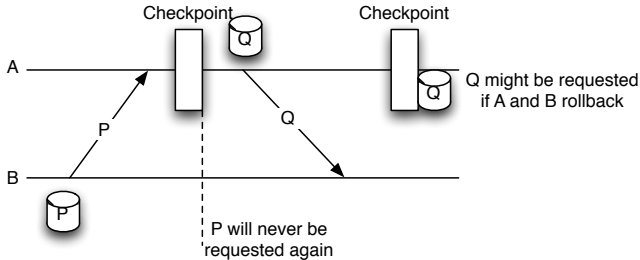 Checkpoint
Checkpoint
Q
A
Q
Q might be requested
if A and B rollback
P
Q
B
P
P will never be
requested again